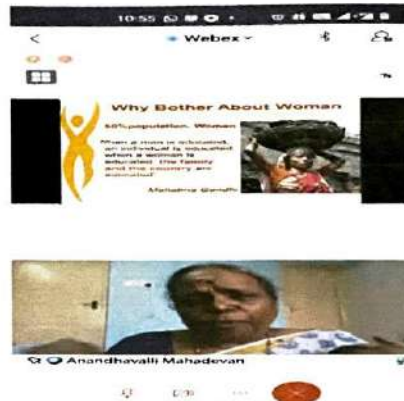 10:55
Webex
Why Bother About Woman
50% population. Women
When a man is educated,
an individual is educated
when a woman is
educated the family
and the country are
educated
Mahatma Gandhi
Anandhavalli Mahadevan